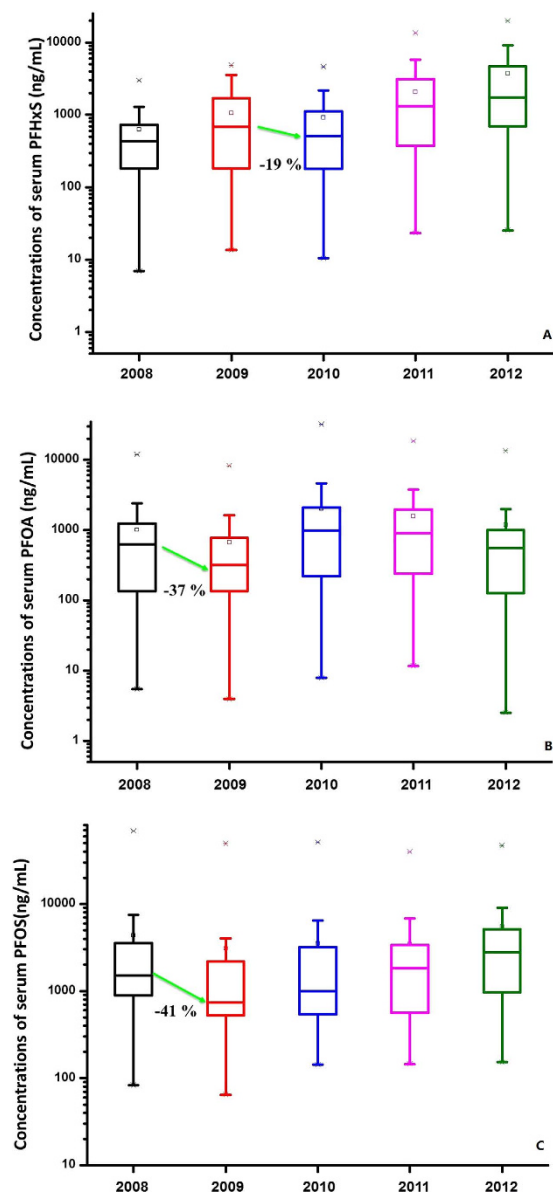 Concentrations of serum PFHxS (ng/mL)
10000
1000
100
10
1
-19 %
A
2008 2009 2010 2011 2012
Concentrations of serum PFOA (ng/mL)
10000
1000
100
10
1
-37 %
B
2008 2009 2010 2011 2012
Concentrations of serum PFOS(ng/mL)
10000
1000
100
10
-41 %
C
2008 2009 2010 2011 2012